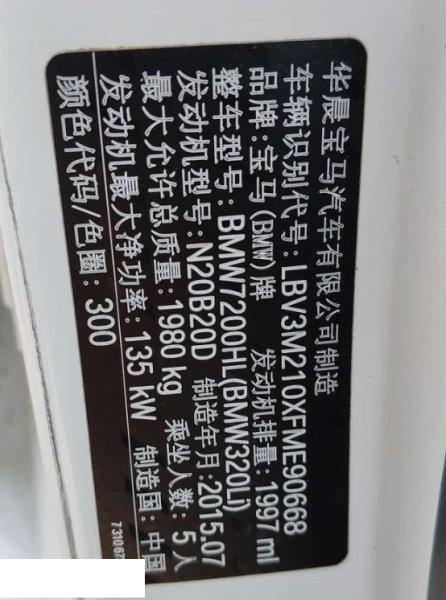 华晨宝马汽车有限公司制造
车辆识别代号: LBV3M210XFME90668
品牌: 宝马(BMW)牌 发动机排量: 1997 ml
整车型号: BMW7200HL(BMW320Li)
发动机型号: N20B20D 制造年月: 2015.07
最大允许总质量: 1980 kg 乘坐人数: 5人
发动机最大净功率: 135 kW 制造国: 中国
颜色代码/色圈: 300